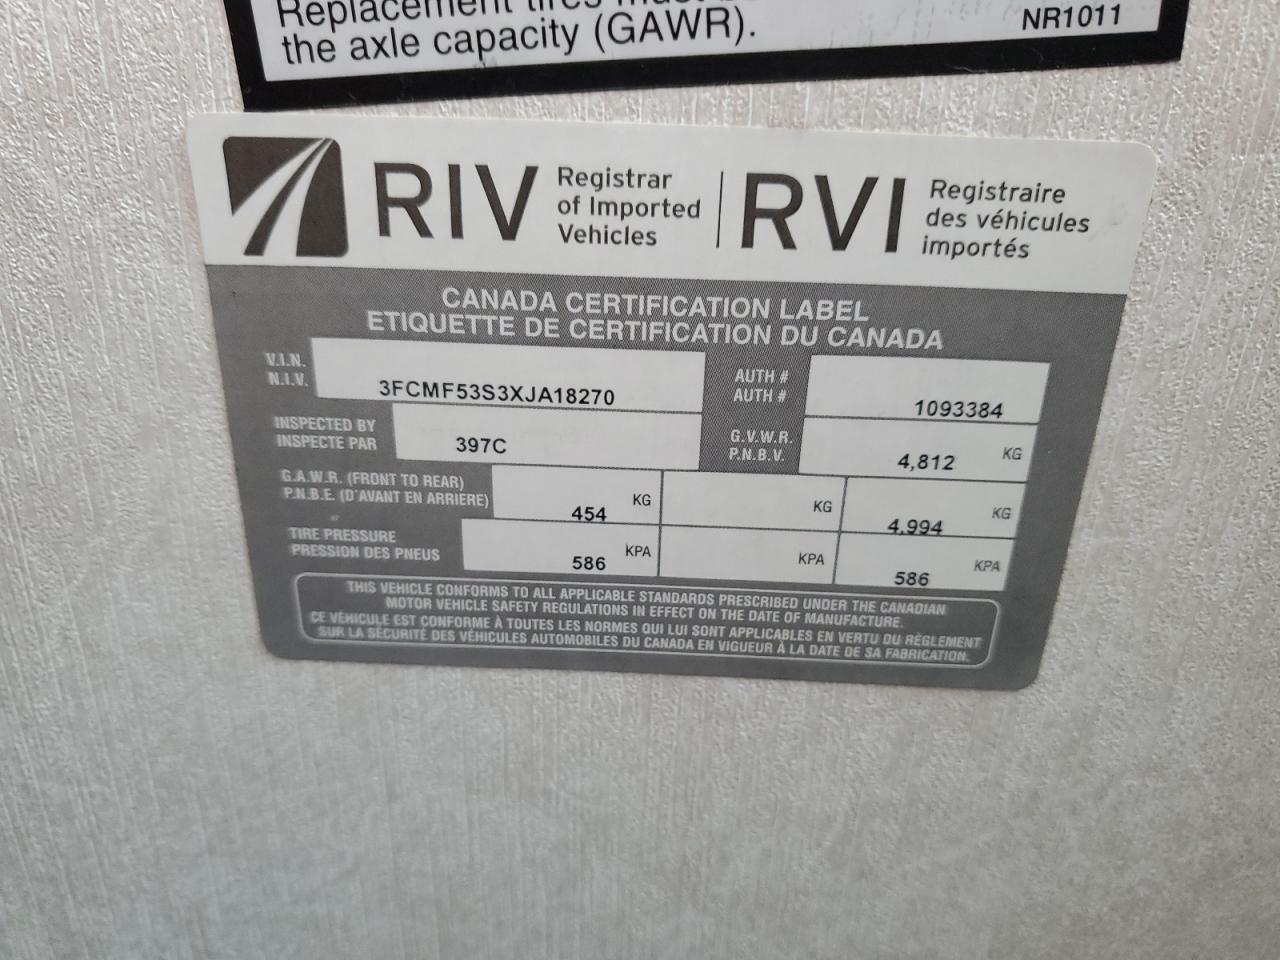 Replacement tires must
the axle capacity (GAWR).
NR1011
RIV
Registrar
of Imported
Vehicles
RVI
Registraire
des véhicules
importés
CANADA CERTIFICATION LABEL
ETIQUETTE DE CERTIFICATION DU CANADA
V.I.N.
N.I.V.
3FCMF53S3XJA18270
AUTH #
AUTH #
1093384
INSPECTED BY
INSPECTE PAR
397C
G.V.W.R.
P.N.B.V.
4,812 KG
G.A.W.R. (FRONT TO REAR)
P.N.B.E. (D'AVANT EN ARRIERE)
454 KG
KG
4,994 KG
TIRE PRESSURE
PRESSION DES PNEUS
586 KPA
KPA
586 KPA
THIS VEHICLE CONFORMS TO ALL APPLICABLE STANDARDS PRESCRIBED UNDER THE CANADIAN
MOTOR VEHICLE SAFETY REGULATIONS IN EFFECT ON THE DATE OF MANUFACTURE.
CE VÉHICULE EST CONFORME À TOUTES LES NORMES QUI LUI SONT APPLICABLES EN VERTU DU RÈGLEMENT
SUR LA SÉCURITÉ DES VÉHICULES AUTOMOBILES DU CANADA EN VIGUEUR À LA DATE DE SA FABRICATION.